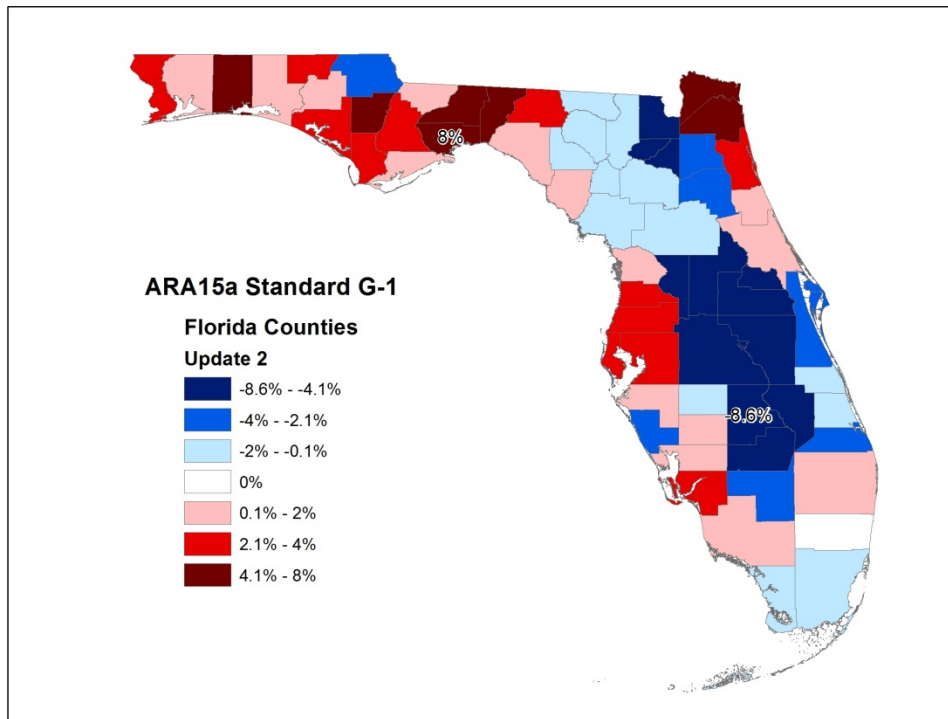 8%
ARA15a Standard G-1
Florida Counties
Update 2
-8.6% - -4.1%
-4% - -2.1%
-2% - -0.1%
0%
0.1% - 2%
2.1% - 4%
4.1% - 8%
-8.6%